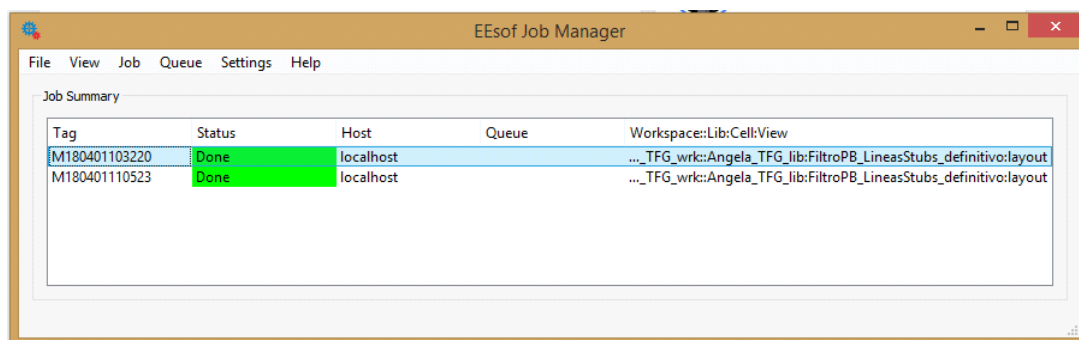 EEsof Job Manager
File View Job Queue Settings Help
Job Summary
Tag Status Host Queue Workspace::Lib:Cell:View
M180401103220 Done localhost ..._TFG_wrk::Angela_TFG_lib:FiltroPB_LineasStubs_definitivo:layout
M180401110523 Done localhost ..._TFG_wrk::Angela_TFG_lib:FiltroPB_LineasStubs_definitivo:layout